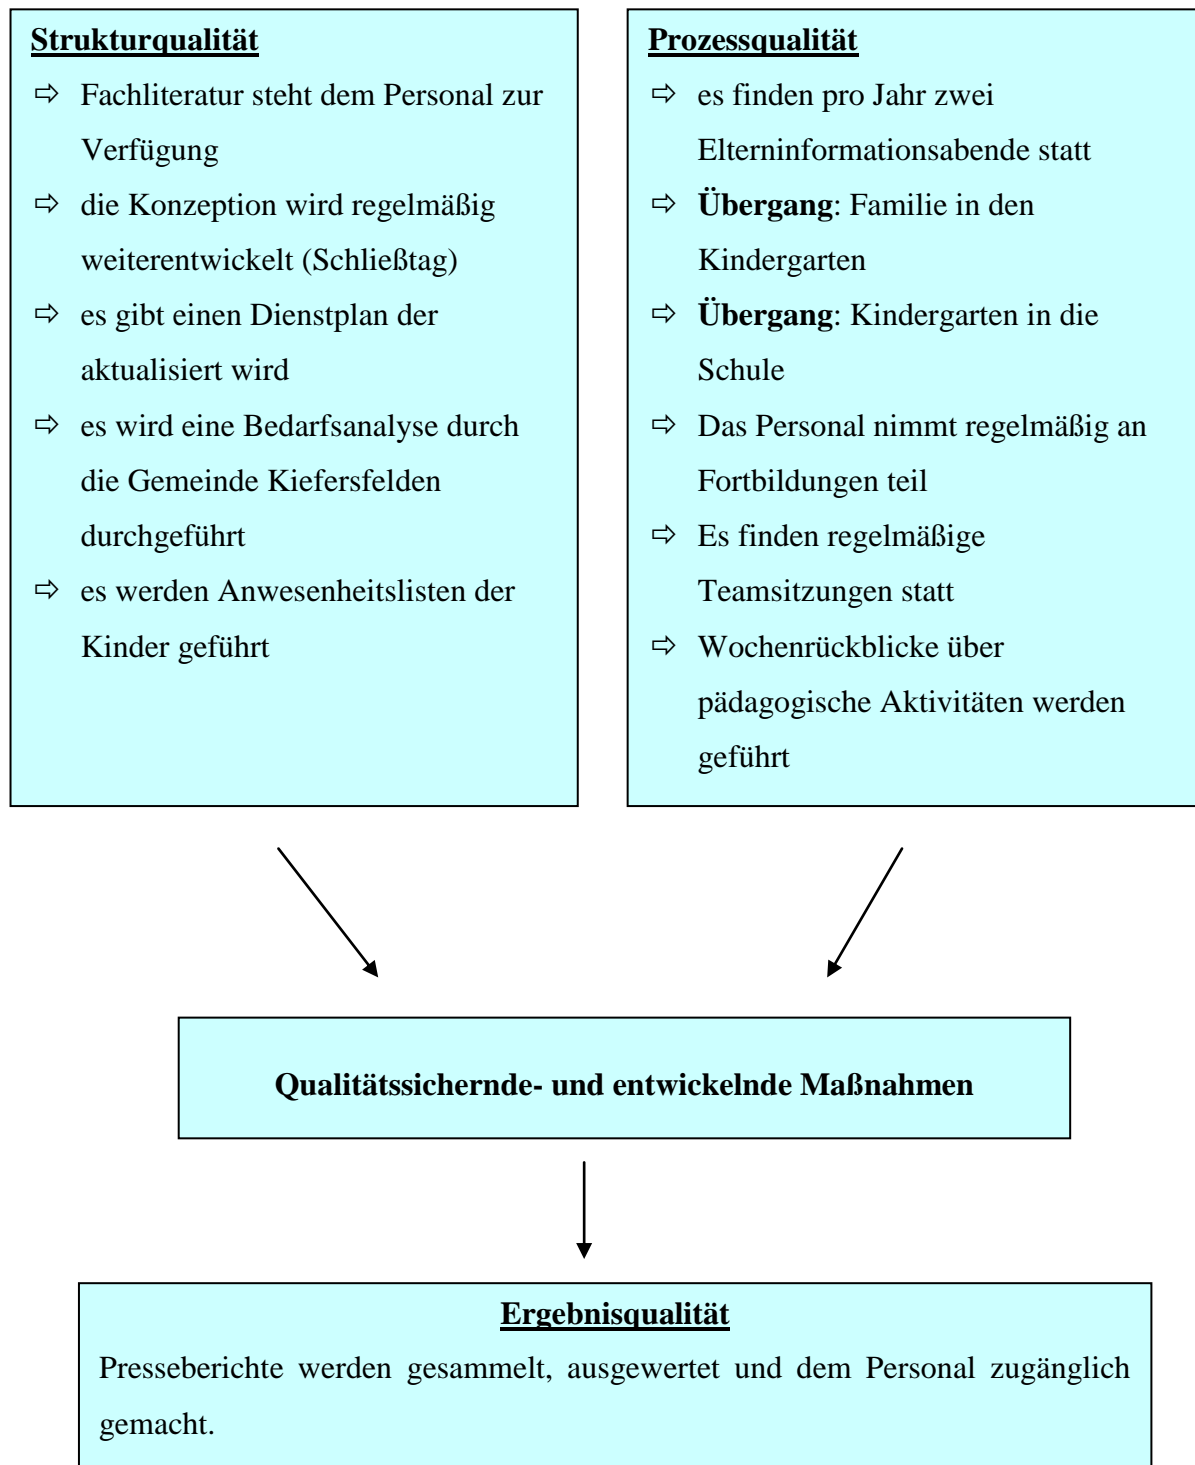 Strukturqualität
⇨ Fachliteratur steht dem Personal zur
Verfügung
⇨ die Konzeption wird regelmäßig
weiterentwickelt (Schließtag)
⇨ es gibt einen Dienstplan der
aktualisiert wird
⇨ es wird eine Bedarfsanalyse durch
die Gemeinde Kiefersfelden
durchgeführt
⇨ es werden Anwesenheitslisten der
Kinder geführt
Prozessqualität
⇨ es finden pro Jahr zwei
Elterninformationsabende statt
⇨ Übergang: Familie in den
Kindergarten
⇨ Übergang: Kindergarten in die
Schule
⇨ Das Personal nimmt regelmäßig an
Fortbildungen teil
⇨ Es finden regelmäßige
Teamsitzungen statt
⇨ Wochenrückblicke über
pädagogische Aktivitäten werden
geführt
Qualitätssichernde- und entwickelnde Maßnahmen
Ergebnisqualität
Presseberichte werden gesammelt, ausgewertet und dem Personal zugänglich
gemacht.